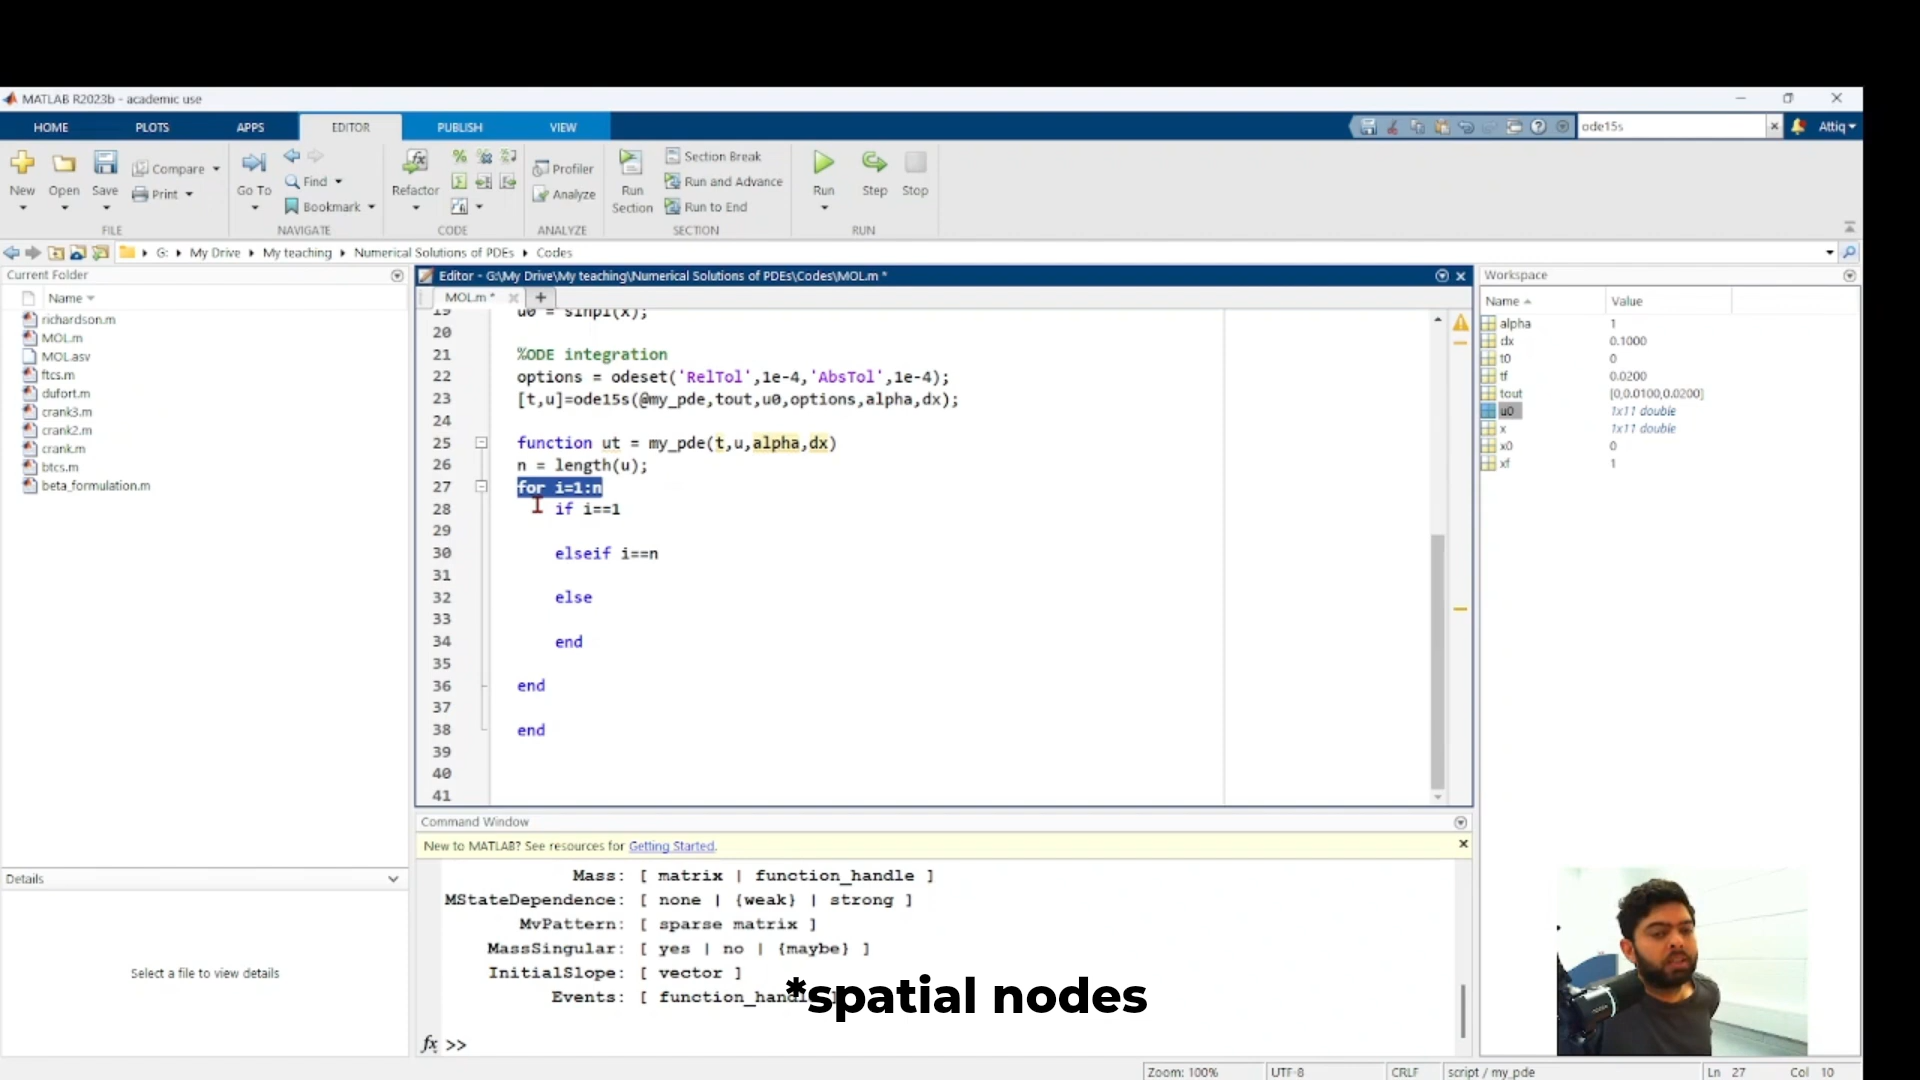 MATLAB R2023b - academic use
HOME PLOTS APPS EDITOR PUBLISH VIEW
ode15s
Attiq
New Open Save
Compare
Print
FILE
Go To
Find
Bookmark
NAVIGATE
Refactor
CODE
Profiler
Analyze
ANALYZE
Run Section
Section Break
Run and Advance
Run to End
SECTION
Run Step Stop
RUN
G: My Drive My teaching Numerical Solutions of PDEs Codes
Current Folder
Name
richardson.m
MOL.m
MOL.asv
ftcs.m
dufort.m
crank3.m
crank2.m
crank.m
btcs.m
beta_formulation.m
Details
Select a file to view details
Editor - G:\My Drive\My teaching\Numerical Solutions of PDEs\Codes\MOL.m *
MOL.m *
19 u0 = sinpi(x);
20
21 %ODE integration
22 options = odeset('RelTol',1e-4,'AbsTol',1e-4);
23 [t,u]=ode15s(@my_pde,tout,u0,options,alpha,dx);
24
25 function ut = my_pde(t,u,alpha,dx)
26 n = length(u);
27 for i=1:n
28 if i==1
29
30 elseif i==n
31
32 else
33
34 end
35
36 end
37
38 end
39
40
41
Command Window
New to MATLAB? See resources for Getting Started.
Mass: [ matrix | function_handle ]
MStateDependence: [ none | {weak} | strong ]
MvPattern: [ sparse matrix ]
MassSingular: [ yes | no | {maybe} ]
InitialSlope: [ vector ]
Events: [ function_handle ]
fx >>
*spatial nodes
Workspace
Name Value
alpha 1
dx 0.1000
t0 0
tf 0.0200
tout [0,0.0100,0.0200]
u0 1x11 double
x 1x11 double
x0 0
xf 1
Zoom: 100% UTF-8 CRLF script / my_pde Ln 27 Col 10